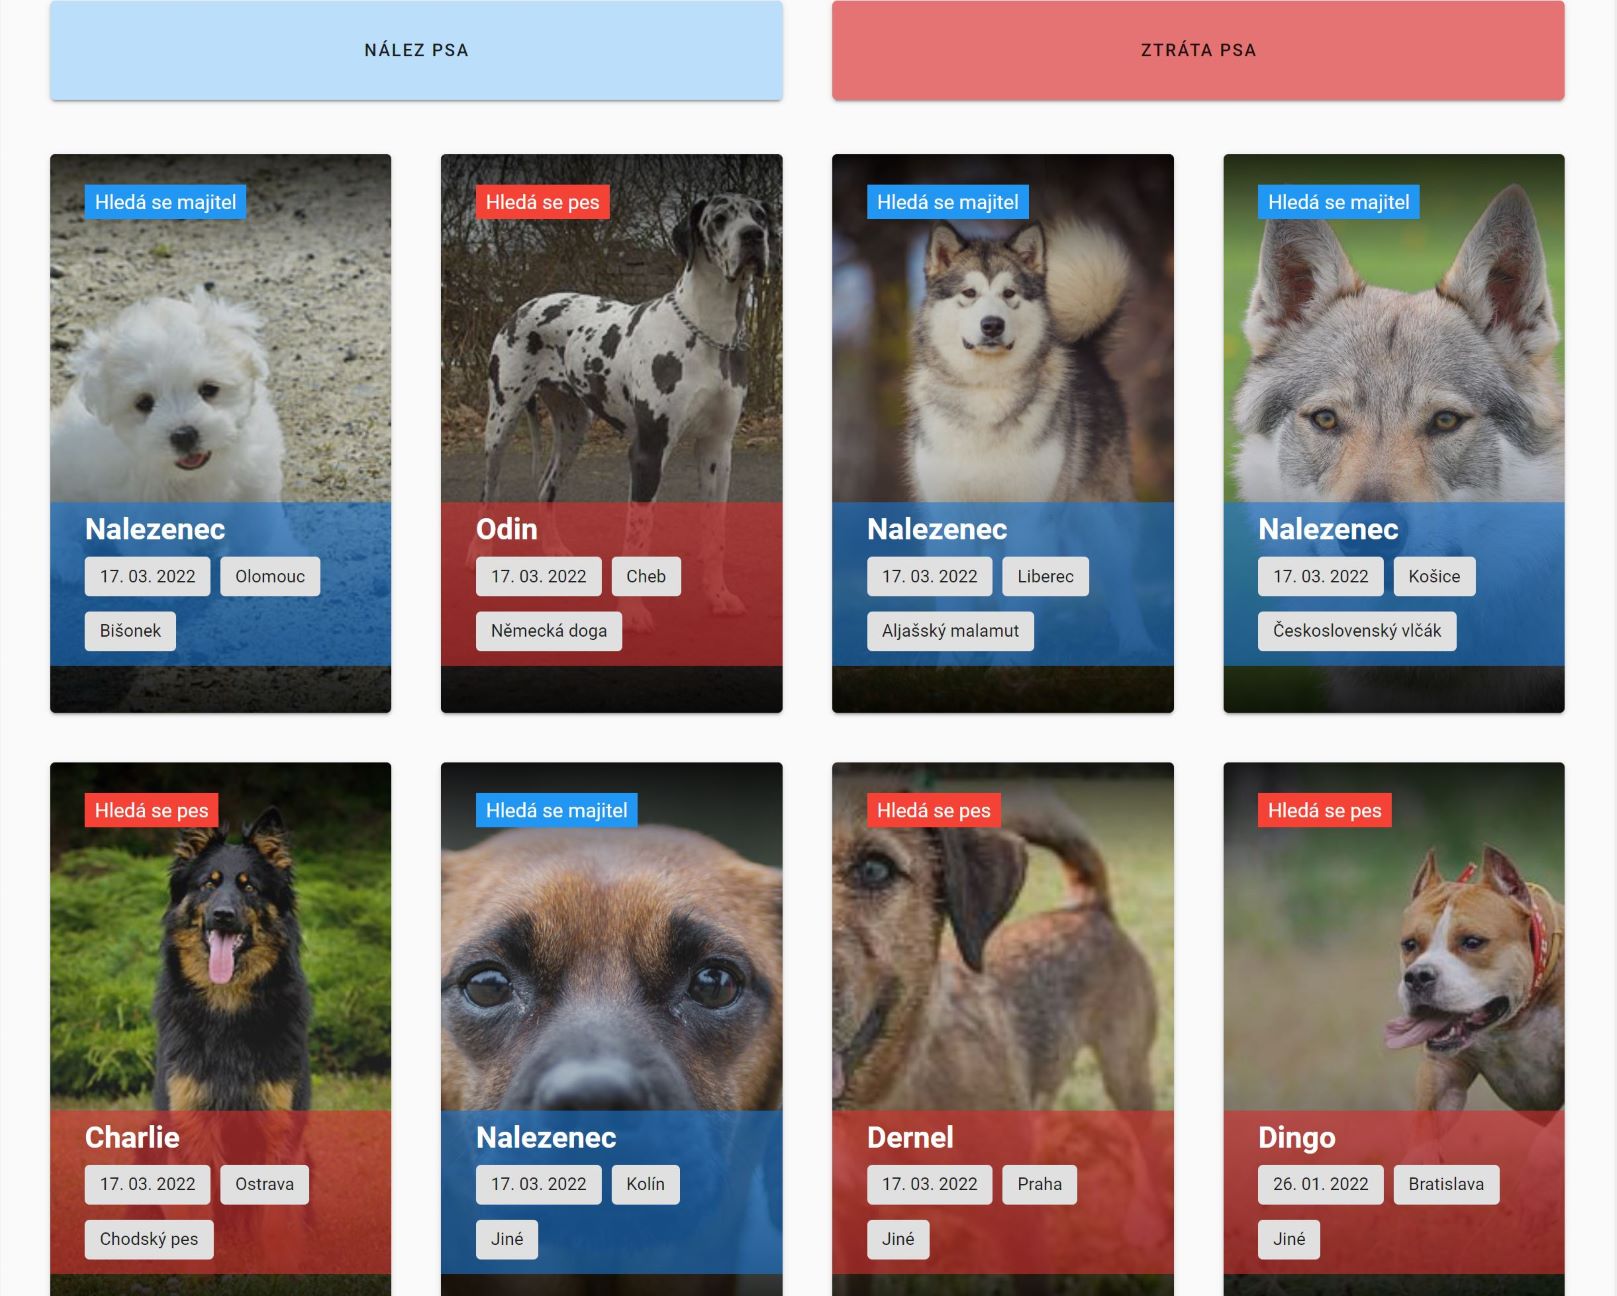 NÁLEZ PSA
ZTRÁTA PSA
Hledá se majitel
Nalezenec
17. 03. 2022
Olomouc
Bišonek
Hledá se pes
Odin
17. 03. 2022
Cheb
Německá doga
Hledá se majitel
Nalezenec
17. 03. 2022
Liberec
Aljašský malamut
Hledá se majitel
Nalezenec
17. 03. 2022
Košice
Československý vlčák
Hledá se pes
Charlie
17. 03. 2022
Ostrava
Chodský pes
Hledá se majitel
Nalezenec
17. 03. 2022
Kolín
Jiné
Hledá se pes
Dernel
17. 03. 2022
Praha
Jiné
Hledá se pes
Dingo
26. 01. 2022
Bratislava
Jiné